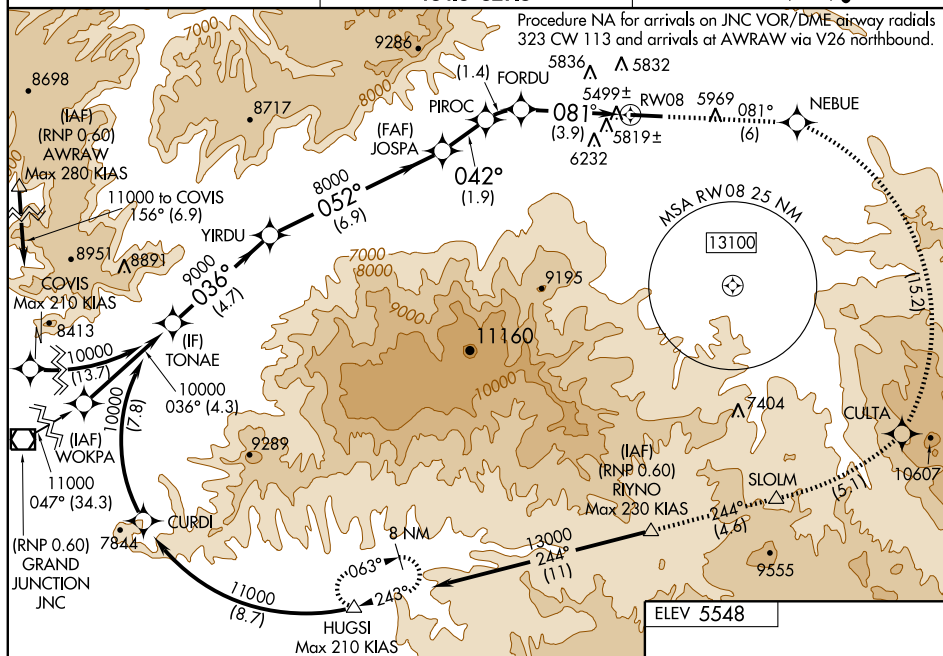 Procedure NA for arrivals on JNC VOR/DME airway radials
323 CW 113 and arrivals at AWRAW via V26 northbound.
7000
9286
8000
8698
8717
(IAF)
(RNP 0.60)
AWRAW
Max 280 KIAS
11000 to COVIS
156° (6.9)
8951
8891
COVIS
Max 210 KIAS
8413
10000
(13.7)
(IAF)
WOKPA
11000
047° (34.3)
(RNP 0.60)
GRAND
JUNCTION
JNC
10000
(7.8)
7844
CURDI
(IF)
TONAE
10000
036° (4.3)
9000
036°
(4.7)
YIRDU
8000
052°
(6.9)
(FAF)
JOSPA
042°
(1.9)
PIROC
(1.4)
FORDU
5836
5832
5499±
RW08
081°
(3.9)
5819±
6232
5969
081°
(6)
NEBUE
MSA RW08 25 NM
13100
(15.2)
7000
8000
9000
9195
11160
10000
9289
7404
CULTA
10607
(5.1)
SLOLM
244°
(4.6)
(IAF)
(RNP 0.60)
RIYNO
Max 230 KIAS
9555
13000
244°
(11)
8 NM
063°
243°
11000
(8.7)
HUGSI
Max 210 KIAS
ELEV 5548